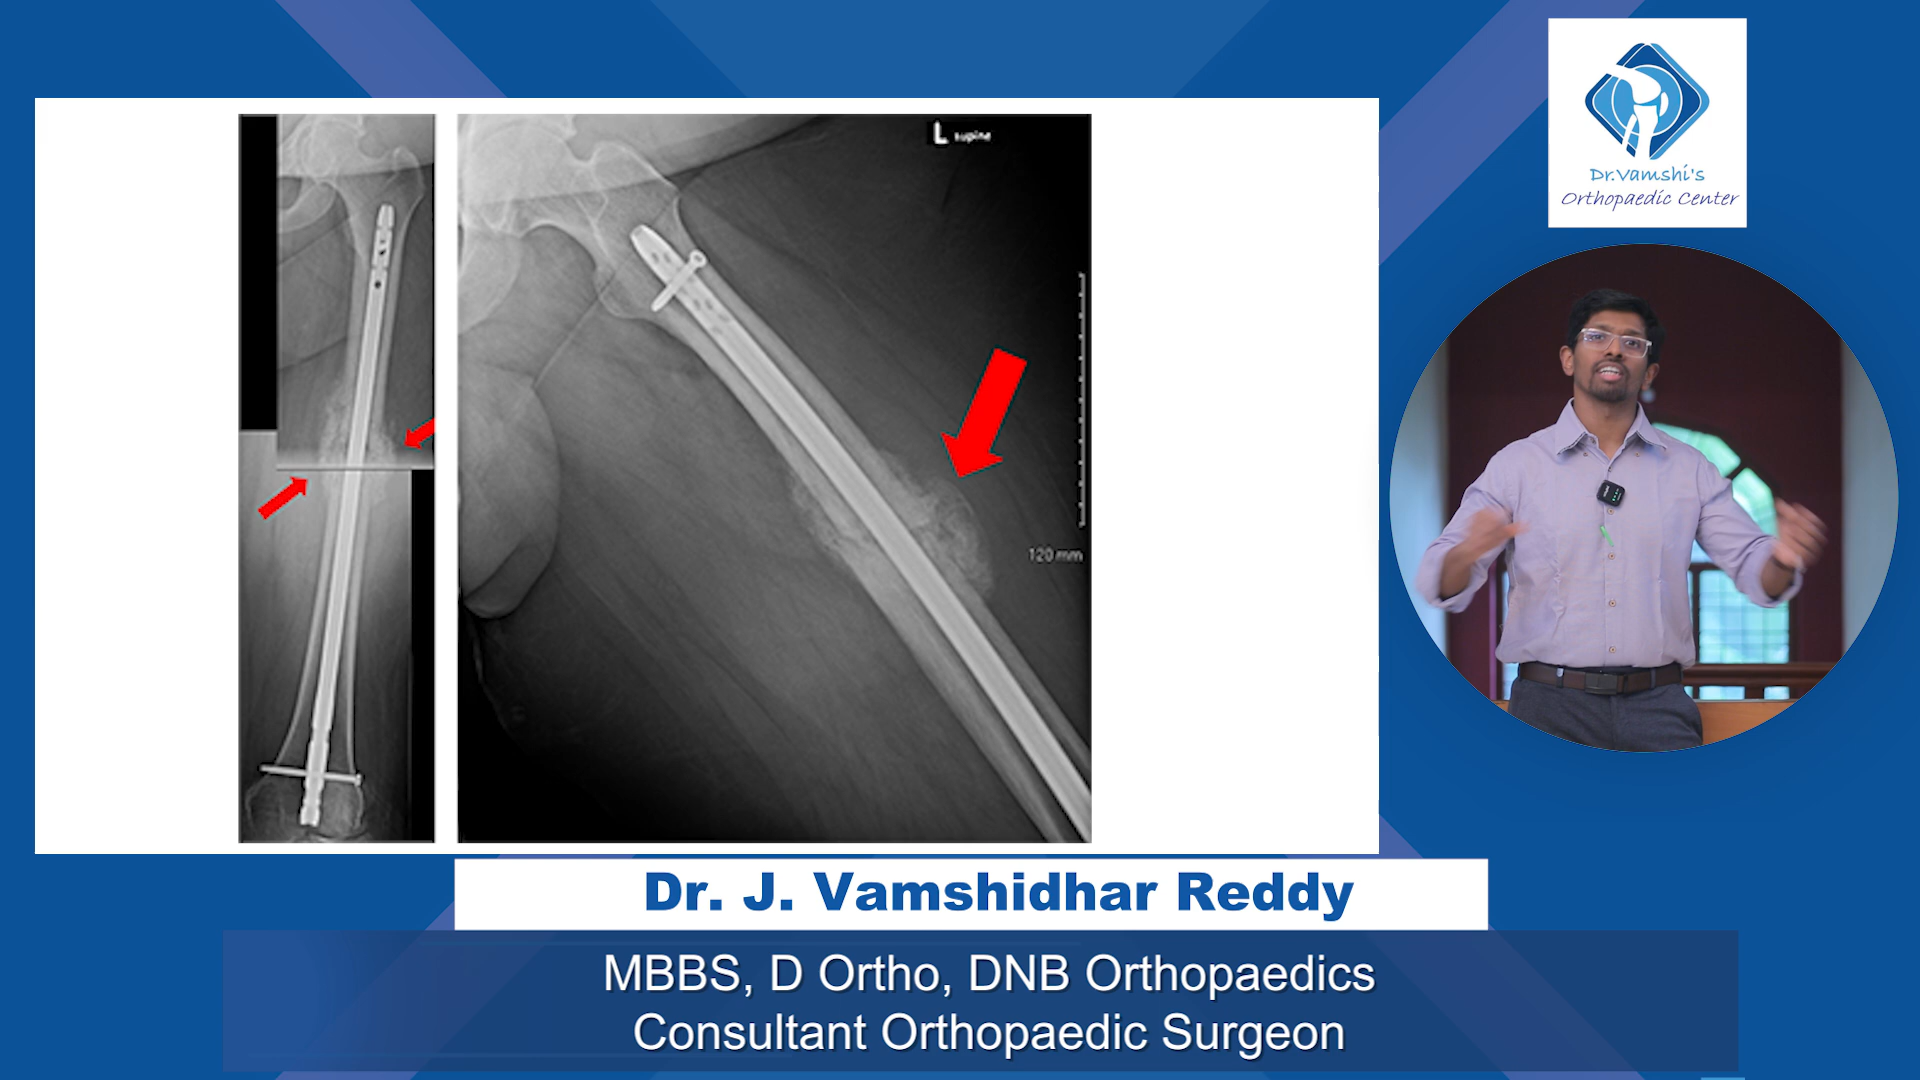 L supine
120 mm
Dr.Vamshi's
Orthopaedic Center
Dr. J. Vamshidhar Reddy
MBBS, D Ortho, DNB Orthopaedics
Consultant Orthopaedic Surgeon